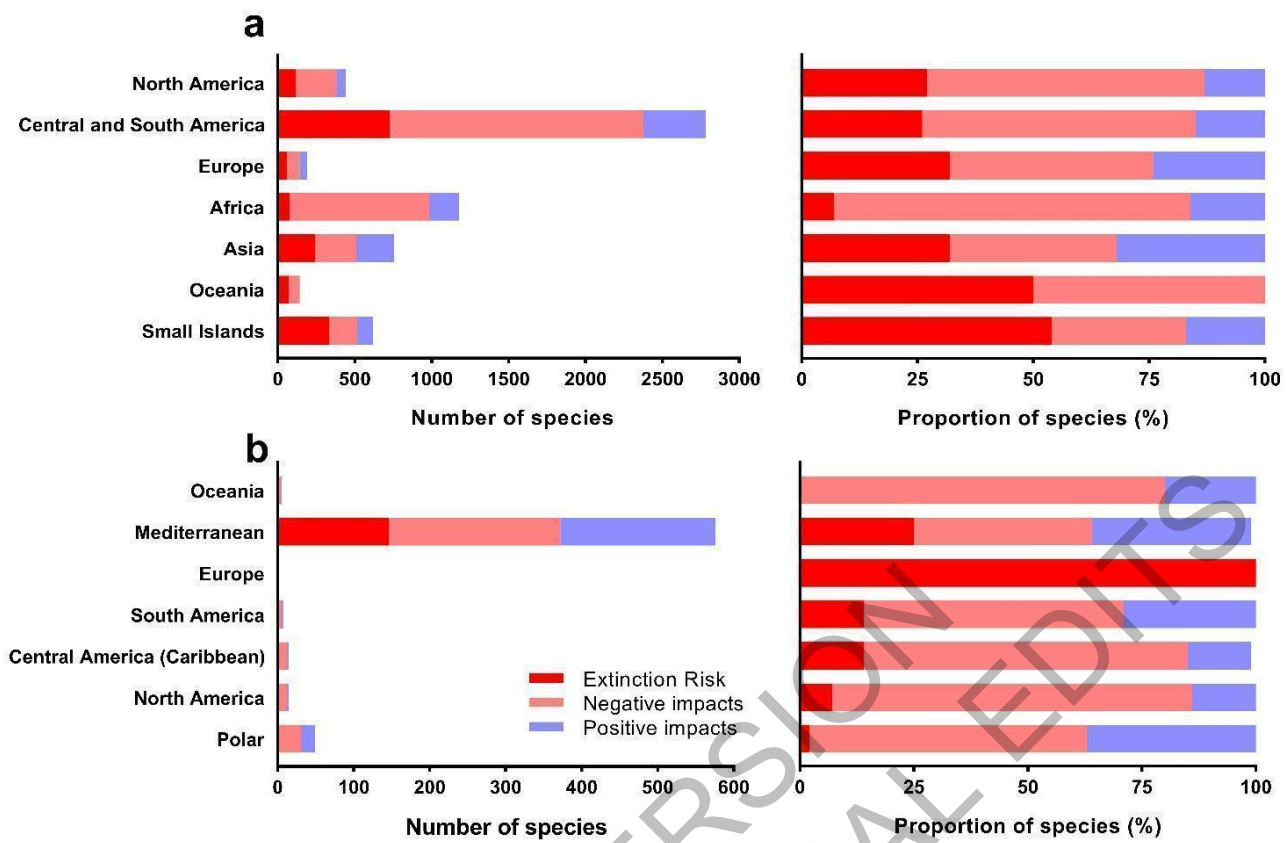 a
North America
Central and South America
Europe
Africa
Asia
Oceania
Small Islands
0 500 1000 1500 2000 2500 3000
Number of species
0 25 50 75 100
Proportion of species (%)
b
Oceania
Mediterranean
Europe
South America
Central America (Caribbean)
North America
Polar
Extinction Risk
Negative impacts
Positive impacts
0 100 200 300 400 500 600
Number of species
0 25 50 75 100
Proportion of species (%)
EDITS